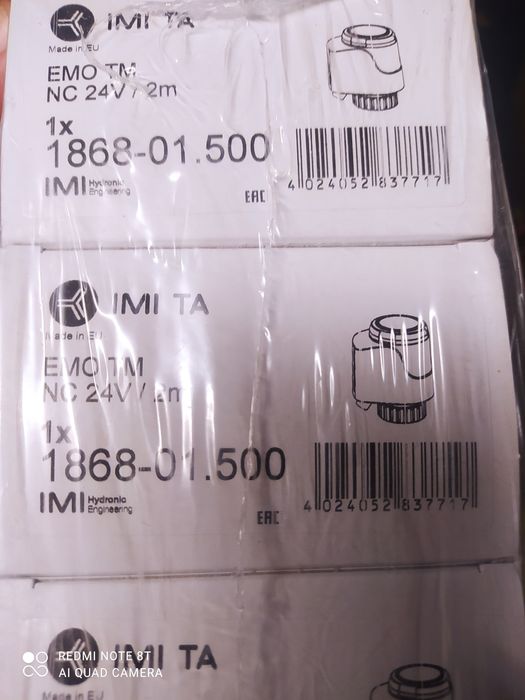 IMI TA
Made in EU
EMO TM
NC 24V / 2m
1x
1868-01.500
IMI Hydronic
Engineering
EAC
4 024052 837717
IMI TA
Made in EU
EMO TM
NC 24V / 2m
1x
1868-01.500
IMI Hydronic
Engineering
EAC
4 024052 837717
IMI TA
Made in EU
REDMI NOTE 8T
AI QUAD CAMERA